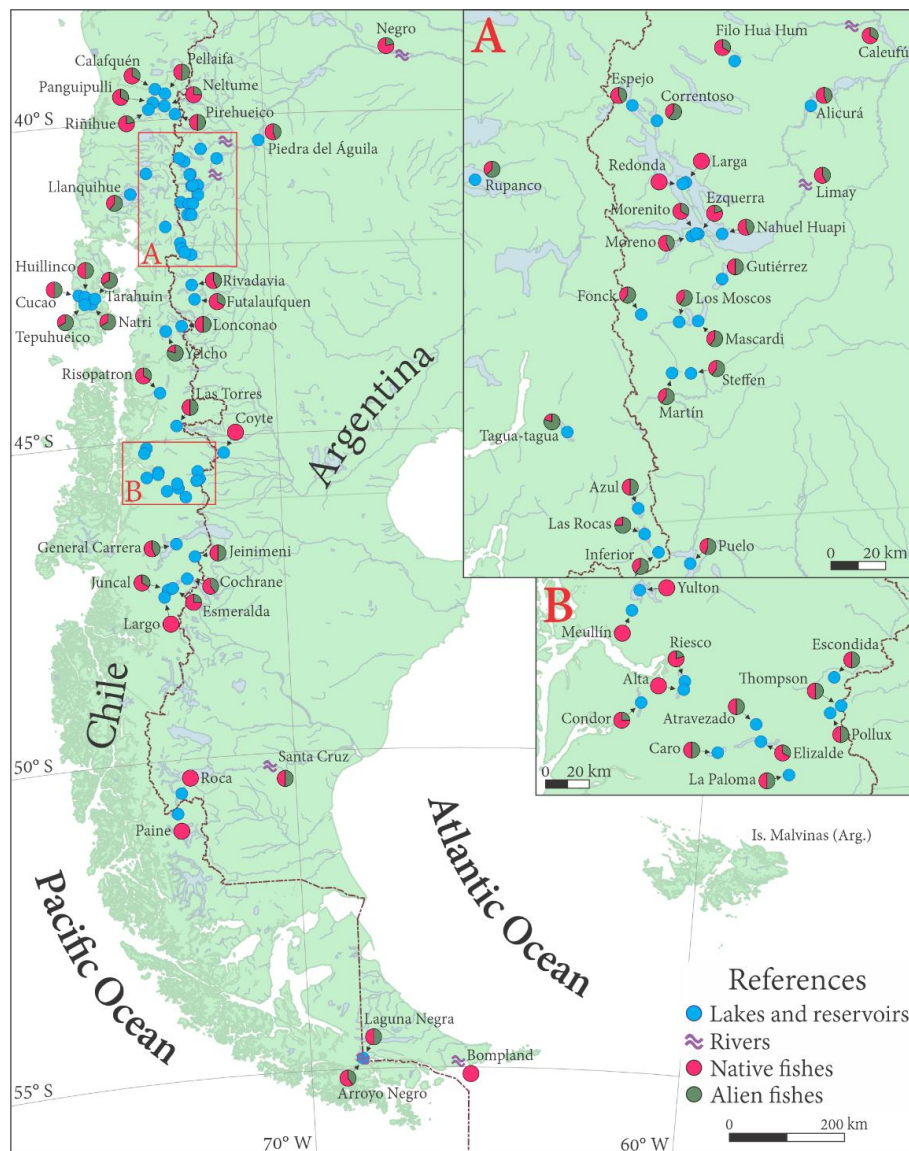 Negro
Pellaifa
Calafquén
Panguipulli
Neltume
Riñihue
Pirehueico
40° S
Piedra del Águila
Llanquihue
A
Huillinco
Rivadavia
Cucao
Tarahuin
Futalaufquen
Tepuhueico
Natri
Lonconao
Yelcho
Risopatron
Las Torres
Coyte
45° S
B
Argentina
General Carrera
Jeinimeni
Juncal
Cochrane
Esmeralda
Largo
Chile
Santa Cruz
50° S
Roca
Paine
Pacific Ocean
Atlantic Ocean
Is. Malvinas (Arg.)
Laguna Negra
Bompland
Arroyo Negro
55° S
70° W
60° W
A
Filo Hua Hum
Caleufú
Espejo
Correntoso
Alicurá
Larga
Redonda
Rupanco
Ezquerra
Limay
Morenito
Nahuel Huapi
Moreno
Gutiérrez
Fonck
Los Moscos
Mascardi
Steffen
Martín
Tagua-tagua
Azul
Las Rocas
Puelo
Inferior
0 20 km
B
Yulton
Meullín
Riesco
Escondida
Alta
Thompson
Condor
Atravezado
Pollux
Caro
Elizalde
La Paloma
0 20 km
References
Lakes and reservoirs
Rivers
Native fishes
Alien fishes
0 200 km